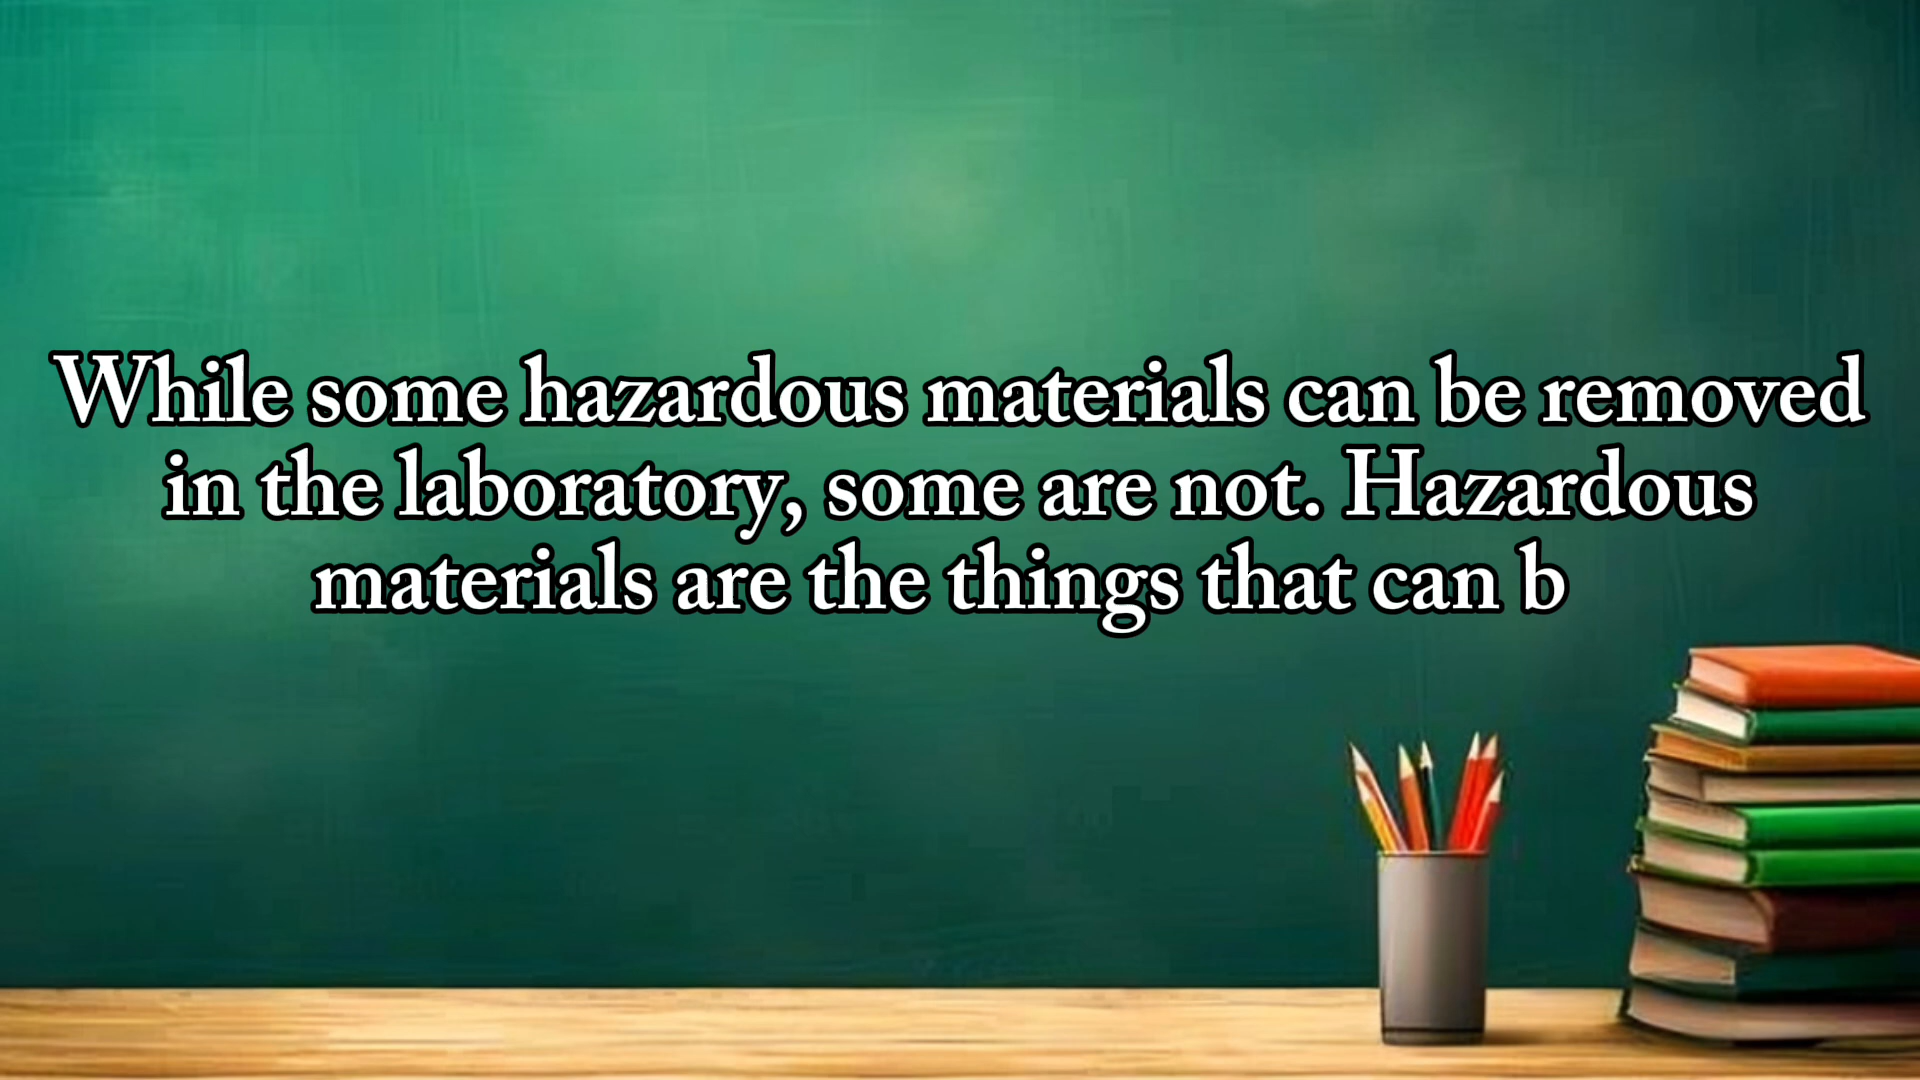 While some hazardous materials can be removed
in the laboratory, some are not. Hazardous
materials are the things that can b